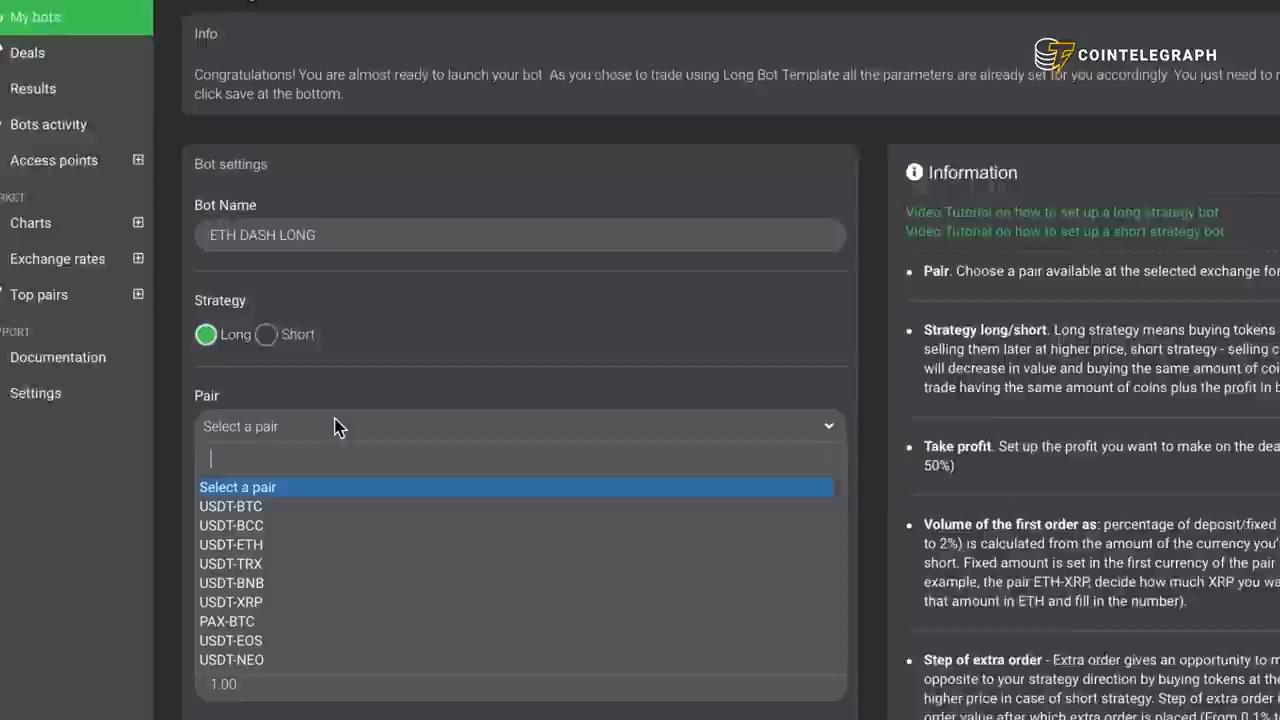 My bots
Deals
Results
Bots activity
Access points
RKET
Charts
Exchange rates
Top pairs
PORT
Documentation
Settings
Info
COINTELEGRAPH
Congratulations! You are almost ready to launch your bot. As you chose to trade using Long Bot Template all the parameters are already set for you accordingly. You just need to
click save at the bottom.
Bot settings
Bot Name
ETH DASH LONG
Strategy
Long Short
Pair
Select a pair
Select a pair
USDT-BTC
USDT-BCC
USDT-ETH
USDT-TRX
USDT-BNB
USDT-XRP
PAX-BTC
USDT-EOS
USDT-NEO
1.00
Information
Video Tutorial on how to set up a long strategy bot
Video Tutorial on how to set up a short strategy bot
Pair. Choose a pair available at the selected exchange for
Strategy long/short. Long strategy means buying tokens
selling them later at higher price, short strategy - selling c
will decrease in value and buying the same amount of coi
trade having the same amount of coins plus the profit in b
Take profit. Set up the profit you want to make on the dea
50%)
Volume of the first order as: percentage of deposit/fixed
to 2%) is calculated from the amount of the currency you'
short. Fixed amount is set in the first currency of the pair
example, the pair ETH-XRP, decide how much XRP you wa
that amount in ETH and fill in the number).
Step of extra order - Extra order gives an opportunity to m
opposite to your strategy direction by buying tokens at the
higher price in case of short strategy. Step of extra order
order value after which extra order is placed (From 0.1% to